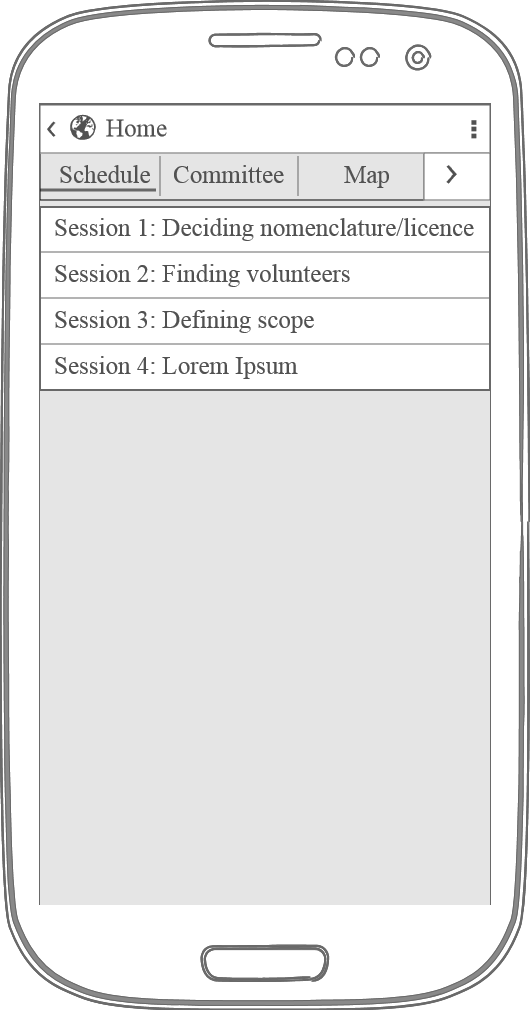 Home
Schedule Committee Map
Session 1: Deciding nomenclature/licence
Session 2: Finding volunteers
Session 3: Defining scope
Session 4: Lorem Ipsum